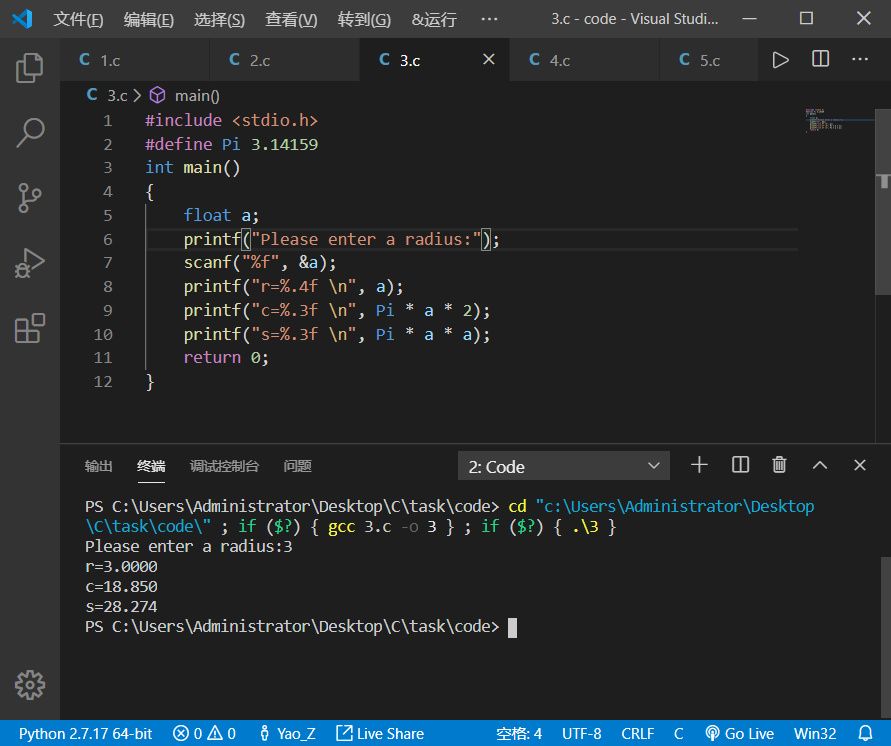 文件(F) 编辑(E) 选择(S) 查看(V) 转到(G) &运行 ··· 3.c - code - Visual Studi...
C 1.c C 2.c C 3.c C 4.c C 5.c ···
C 3.c > main()
1 #include <stdio.h>
2 #define Pi 3.14159
3 int main()
4 {
5 float a;
6 printf("Please enter a radius:");
7 scanf("%f", &a);
8 printf("r=%.4f \n", a);
9 printf("c=%.3f \n", Pi * a * 2);
10 printf("s=%.3f \n", Pi * a * a);
11 return 0;
12 }
输出 终端 调试控制台 问题 2: Code
PS C:\Users\Administrator\Desktop\C\task\code> cd "c:\Users\Administrator\Desktop
\C\task\code\" ; if ($?) { gcc 3.c -o 3 } ; if ($?) { .\3 }
Please enter a radius:3
r=3.0000
c=18.850
s=28.274
PS C:\Users\Administrator\Desktop\C\task\code>
Python 2.7.17 64-bit 0 0 Yao_Z Live Share 空格: 4 UTF-8 CRLF C Go Live Win32